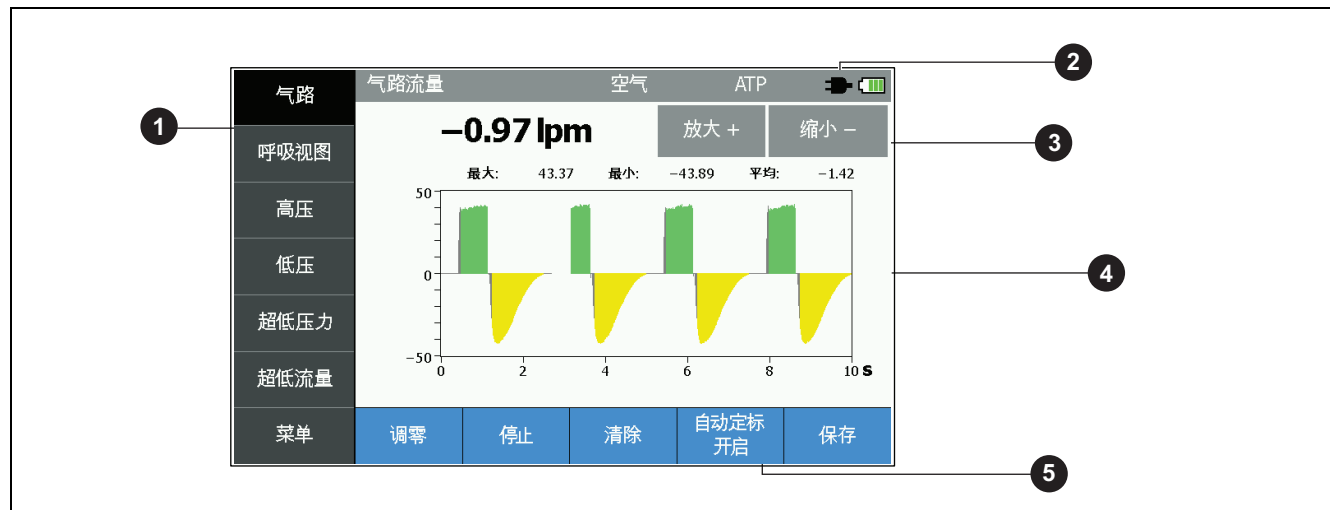 气路
气路流量 空气 ATP
呼吸视图
高压
低压
超低压力
超低流量
菜单
–0.97 lpm
放大 +
缩小 –
最大: 43.37 最小: –43.89 平均: –1.42
50
0
–50
0 2 4 6 8 10 S
调零
停止
清除
自动定标
开启
保存
1
2
3
4
5